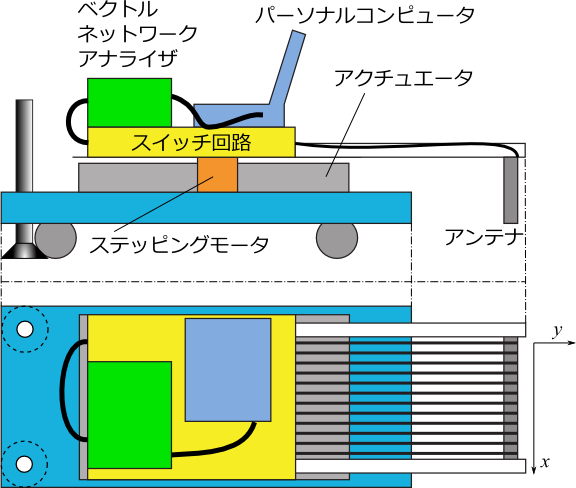 ベクトル
ネットワーク
アナライザ
パーソナルコンピュータ
アクチュエータ
スイッチ回路
ステッピングモータ
アンテナ
y
x